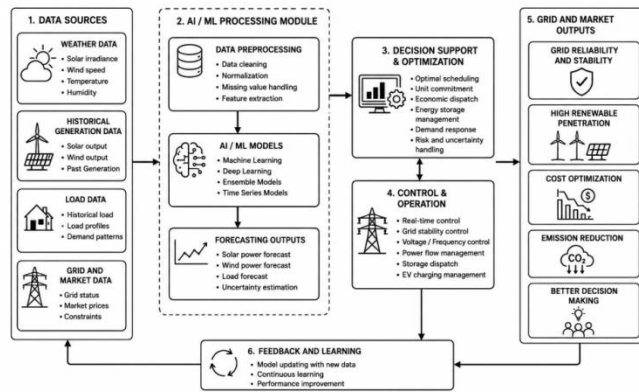 1. DATA SOURCES
WEATHER DATA
• Solar irradiance
• Wind speed
• Temperature
• Humidity
HISTORICAL GENERATION DATA
• Solar output
• Wind output
• Past Generation
LOAD DATA
• Historical load
• Load profiles
• Demand patterns
GRID AND MARKET DATA
• Grid status
• Market prices
• Constraints
2. AI / ML PROCESSING MODULE
DATA PREPROCESSING
• Data cleaning
• Normalization
• Missing value handling
• Feature extraction
AI / ML MODELS
• Machine Learning
• Deep Learning
• Ensemble Models
• Time Series Models
FORECASTING OUTPUTS
• Solar power forecast
• Wind power forecast
• Load forecast
• Uncertainty estimation
3. DECISION SUPPORT
& OPTIMIZATION
• Optimal scheduling
• Unit commitment
• Economic dispatch
• Energy storage
management
• Demand response
• Risk and uncertainty
handling
4. CONTROL &
OPERATION
• Real-time control
• Grid stability control
• Voltage / Frequency control
• Power flow management
• Storage dispatch
• EV charging management
5. GRID AND MARKET
OUTPUTS
GRID RELIABILITY
AND STABILITY
HIGH RENEWABLE
PENETRATION
COST OPTIMIZATION
$
EMISSION REDUCTION
CO2
BETTER DECISION
MAKING
6. FEEDBACK AND LEARNING
• Model updating with new data
• Continuous learning
• Performance improvement